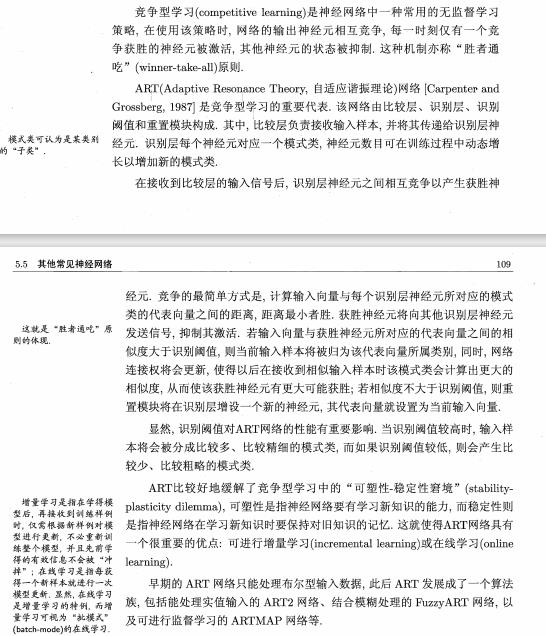 竞争型学习(competitive learning)是神经网络中一种常用的无监督学习
策略, 在使用该策略时, 网络的输出神经元相互竞争, 每一时刻仅有一个竞
争获胜的神经元被激活, 其他神经元的状态被抑制. 这种机制亦称“胜者通
吃”(winner-take-all)原则.
ART(Adaptive Resonance Theory, 自适应谐振理论)网络 [Carpenter and
Grossberg, 1987] 是竞争型学习的重要代表. 该网络由比较层、识别层、识别
阈值和重置模块构成. 其中, 比较层负责接收输入样本, 并将其传递给识别层神
模式类可认为是某类别
的“子类”.
经元. 识别层每个神经元对应一个模式类, 神经元数目可在训练过程中动态增
长以增加新的模式类.
在接收到比较层的输入信号后, 识别层神经元之间相互竞争以产生获胜神
5.5 其他常见神经网络
109
经元. 竞争的最简单方式是, 计算输入向量与每个识别层神经元所对应的模式
类的代表向量之间的距离, 距离最小者胜. 获胜神经元将向其他识别层神经元
这就是“胜者通吃”原
则的体现.
发送信号, 抑制其激活. 若输入向量与获胜神经元所对应的代表向量之间的相
似度大于识别阈值, 则当前输入样本将被归为该代表向量所属类别, 同时, 网络
连接权将会更新, 使得以后在接收到相似输入样本时该模式类会计算出更大的
相似度, 从而使该获胜神经元有更大可能获胜; 若相似度不大于识别阈值, 则重
置模块将在识别层增设一个新的神经元, 其代表向量就设置为当前输入向量.
显然, 识别阈值对ART网络的性能有重要影响. 当识别阈值较高时, 输入样
本将会被分成比较多、比较精细的模式类, 而如果识别阈值较低, 则会产生比
较少、比较粗略的模式类.
ART比较好地缓解了竞争型学习中的“可塑性-稳定性窘境”(stability-
plasticity dilemma), 可塑性是指神经网络要有学习新知识的能力, 而稳定性则
是指神经网络在学习新知识时要保持对旧知识的记忆. 这就使得ART网络具有
一个很重要的优点: 可进行增量学习(incremental learning)或在线学习(online
learning).
增量学习是指在学得模
型后, 再接收到训练样例
时, 仅需根据新样例对模
型进行更新, 不必重新训
练整个模型, 并且先前学
得的有效信息不会被“冲
掉”; 在线学习是指每获
得一个新样本就进行一次
模型更新. 显然, 在线学习
是增量学习的特例, 而增
量学习可视为“批模式”
(batch-mode)的在线学习.
早期的 ART 网络只能处理布尔型输入数据, 此后 ART 发展成了一个算法
族, 包括能处理实值输入的 ART2 网络、结合模糊处理的 FuzzyART 网络, 以
及可进行监督学习的 ARTMAP 网络等.